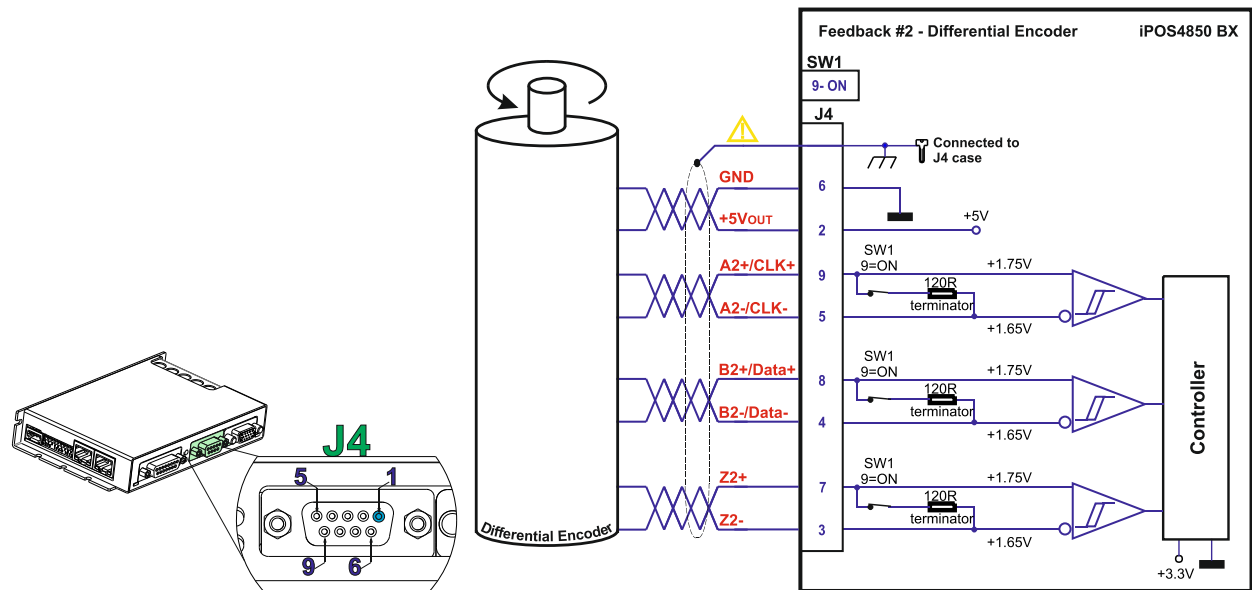 Feedback #2 - Differential Encoder
iPOS4850 BX
SW1
9- ON
J4
Connected to
J4 case
GND
6
+5VOUT
2
+5V
A2+/CLK+
9
SW1
9=ON
+1.75V
120R
terminator
A2-/CLK-
5
+1.65V
B2+/Data+
8
SW1
9=ON
+1.75V
120R
terminator
B2-/Data-
4
+1.65V
Z2+
7
SW1
9=ON
+1.75V
120R
terminator
Z2-
3
+1.65V
Controller
+3.3V
Differential Encoder
J4
5
1
9
6